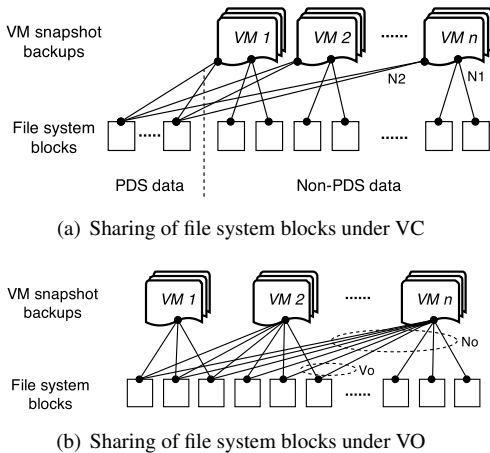 VM snapshot
backups
VM 1
VM 2
......
VM n
N2
N1
File system
blocks
.....
......
PDS data
Non-PDS data
(a) Sharing of file system blocks under VC
VM snapshot
backups
VM 1
VM 2
......
VM n
No
Vo
File system
blocks
......
(b) Sharing of file system blocks under VO